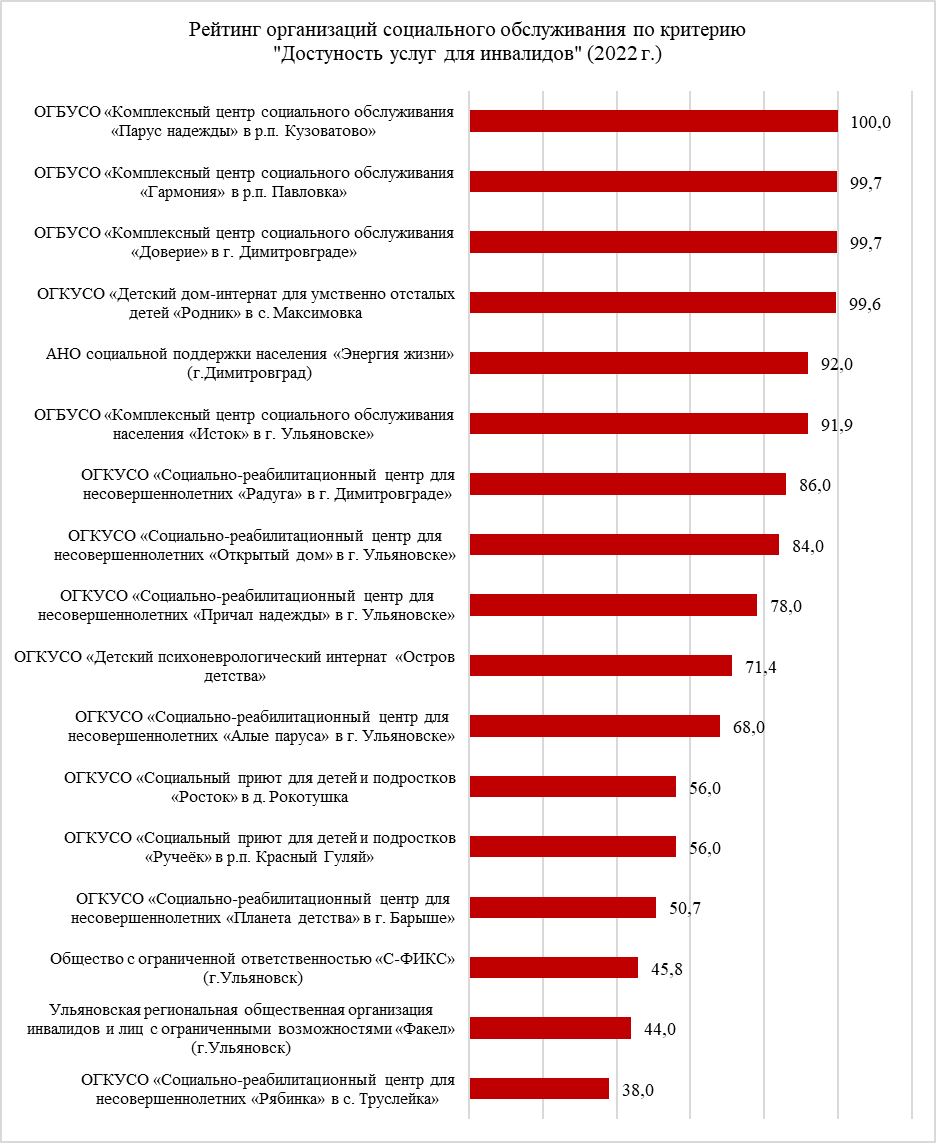 Рейтинг организаций социального обслуживания по критерию
"Достуность услуг для инвалидов" (2022 г.)
ОГБУСО «Комплексный центр социального обслуживания
«Парус надежды» в р.п. Кузоватово»
100,0
ОГБУСО «Комплексный центр социального обслуживания
«Гармония» в р.п. Павловка»
99,7
ОГБУСО «Комплексный центр социального обслуживания
«Доверие» в г. Димитровграде»
99,7
ОГКУСО «Детский дом-интернат для умственно отсталых
детей «Родник» в с. Максимовка
99,6
АНО социальной поддержки населения «Энергия жизни»
(г.Димитровград)
92,0
ОГБУСО «Комплексный центр социального обслуживания
населения «Исток» в г. Ульяновске»
91,9
ОГКУСО «Социально-реабилитационный центр для
несовершеннолетних «Радуга» в г. Димитровграде»
86,0
ОГКУСО «Социально-реабилитационный центр для
несовершеннолетних «Открытый дом» в г. Ульяновске»
84,0
ОГКУСО «Социально-реабилитационный центр для
несовершеннолетних «Причал надежды» в г. Ульяновске»
78,0
ОГКУСО «Детский психоневрологический интернат «Остров
детства»
71,4
ОГКУСО «Социально-реабилитационный центр для
несовершеннолетних «Алые паруса» в г. Ульяновске»
68,0
ОГКУСО «Социальный приют для детей и подростков
«Росток» в д. Рокотушка
56,0
ОГКУСО «Социальный приют для детей и подростков
«Ручеёк» в р.п. Красный Гуляй»
56,0
ОГКУСО «Социально-реабилитационный центр для
несовершеннолетних «Планета детства» в г. Барыше»
50,7
Общество с ограниченной ответственностью «С-ФИКС»
(г.Ульяновск)
45,8
Ульяновская региональная общественная организация
инвалидов и лиц с ограниченными возможностями «Факел»
(г.Ульяновск)
44,0
ОГКУСО «Социально-реабилитационный центр для
несовершеннолетних «Рябинка» в с. Труслейка»
38,0